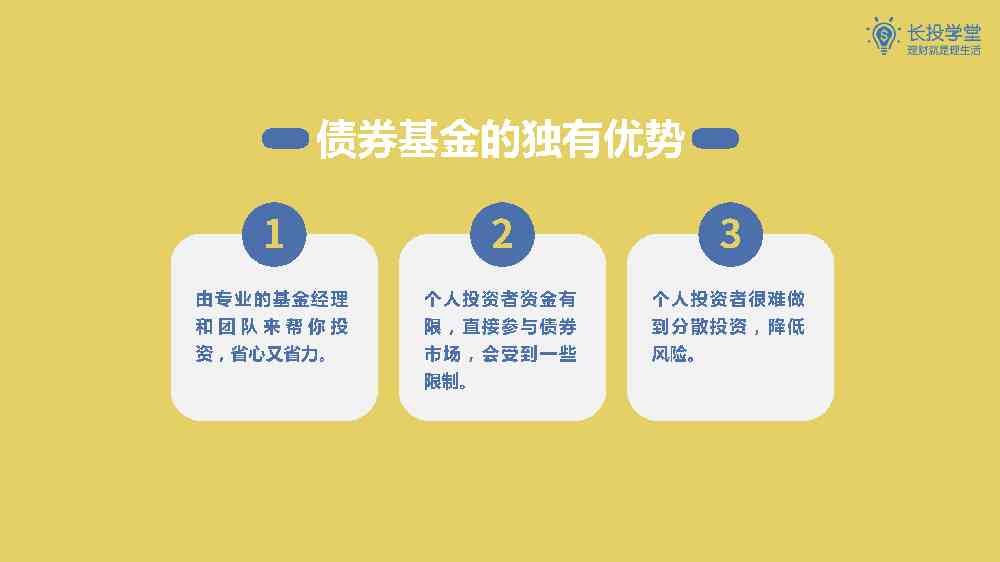 长投学堂
理财就是理生活
债券基金的独有优势
1
由专业的基金经理
和团队来帮你投
资，省心又省力。
2
个人投资者资金有
限，直接参与债券
市场，会受到一些
限制。
3
个人投资者很难做
到分散投资，降低
风险。